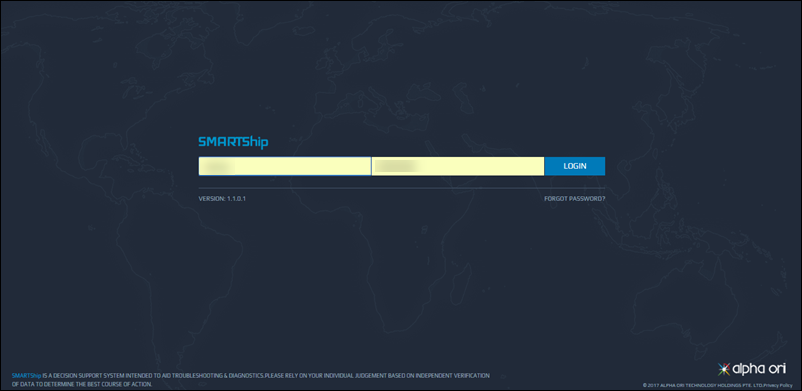 SMARTShip
LOGIN
VERSION: 1.1.0.1
FORGOT PASSWORD?
alpha ori
SMARTShip IS A DECISION SUPPORT SYSTEM INTENDED TO AID TROUBLESHOOTING & DIAGNOSTICS.PLEASE RELY ON YOUR INDIVIDUAL JUDGEMENT BASED ON INDEPENDENT VERIFICATION
OF DATA TO DETERMINE THE BEST COURSE OF ACTION.
© 2017 ALPHA ORI TECHNOLOGY HOLDINGS PTE. LTD.Privacy Policy